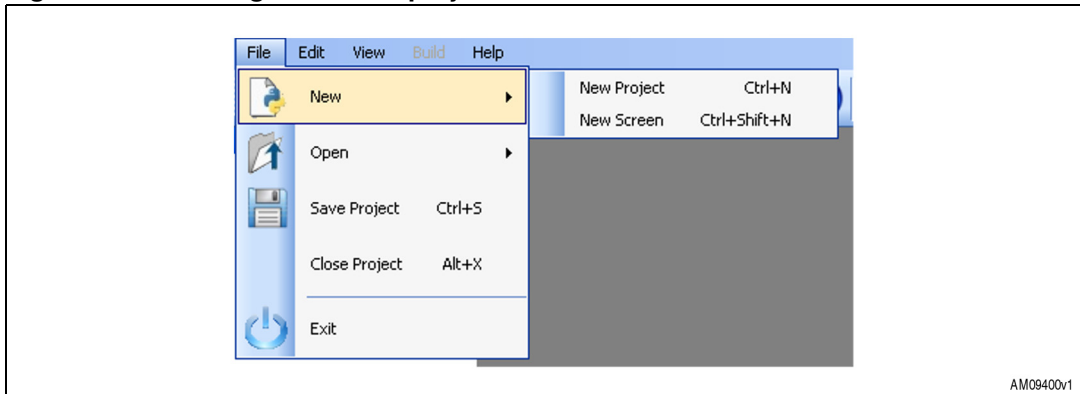 File Edit View Build Help
New
New Project Ctrl+N
New Screen Ctrl+Shift+N
Open
Save Project Ctrl+S
Close Project Alt+X
Exit
AM09400v1